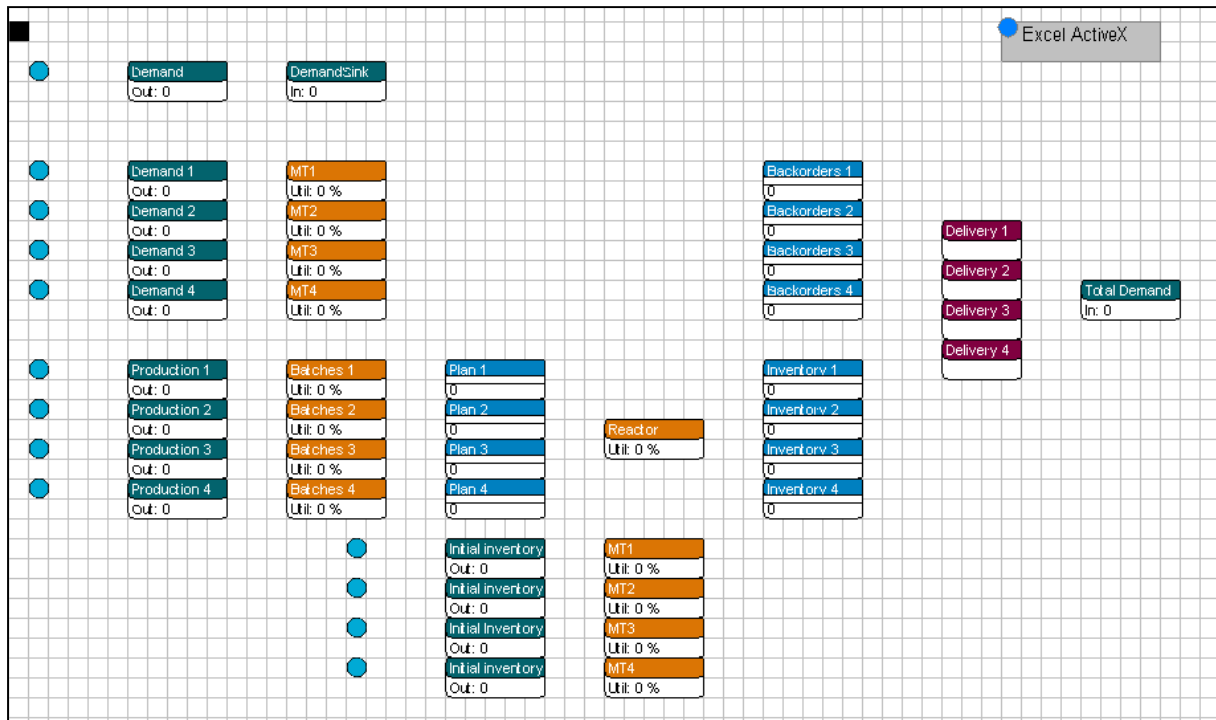 Excel ActiveX
Demand DemandSink
Out: 0 In: 0
Demand 1 MT1 Backorders 1
Out: 0 Util: 0 % 0
Demand 2 MT2 Backorders 2
Out: 0 Util: 0 % 0
Delivery 1
Demand 3 MT3 Backorders 3
Out: 0 Util: 0 % 0
Delivery 2
Demand 4 MT4 Backorders 4 Total Demand
Out: 0 Util: 0 % 0 In: 0
Delivery 3
Delivery 4
Production 1 Batches 1 Plan 1 Inventory 1
Out: 0 Util: 0 % 0 0
Production 2 Batches 2 Plan 2 Inventory 2
Out: 0 Util: 0 % 0 0
Reactor
Production 3 Batches 3 Plan 3 Util: 0 % Inventory 3
Out: 0 Util: 0 % 0 0
Production 4 Batches 4 Plan 4 Inventory 4
Out: 0 Util: 0 % 0 0
Initial inventory MT1
Out: 0 Util: 0 %
Initial inventory MT2
Out: 0 Util: 0 %
Initial Inventory MT3
Out: 0 Util: 0 %
Initial inventory MT4
Out: 0 Util: 0 %